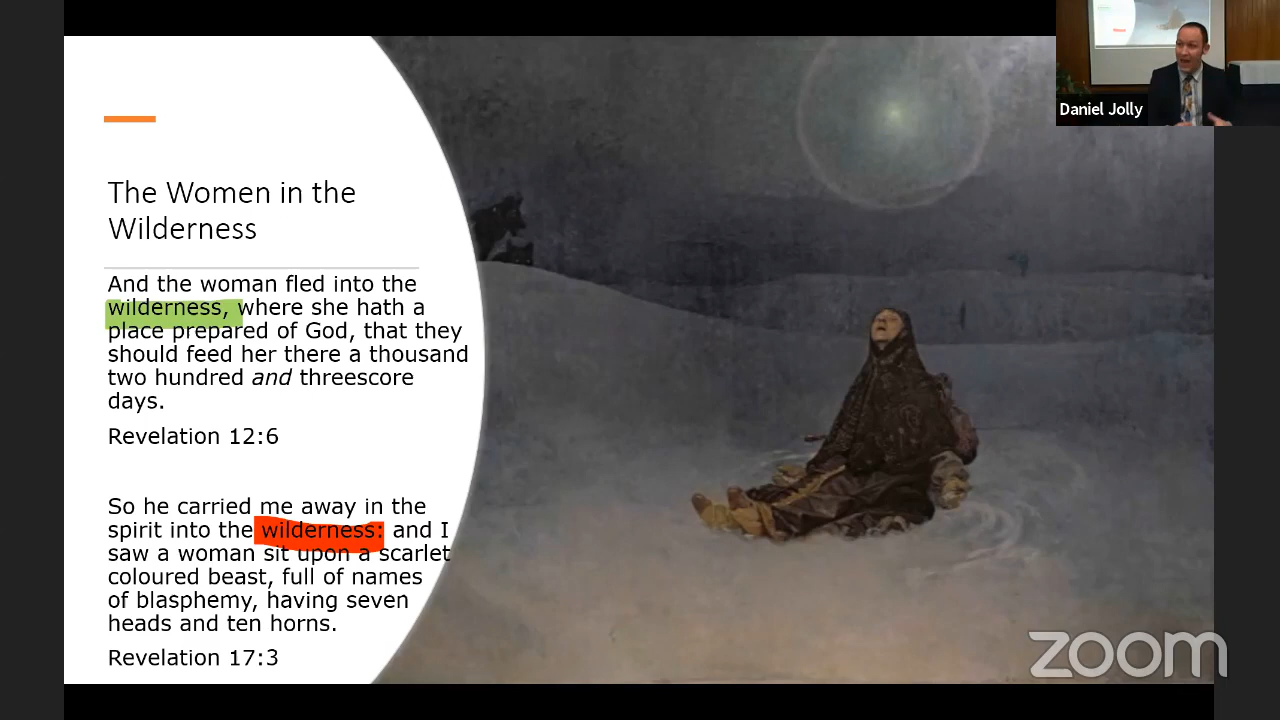 Daniel Jolly
The Women in the
Wilderness
And the woman fled into the
wilderness, where she hath a
place prepared of God, that they
should feed her there a thousand
two hundred and threescore
days.
Revelation 12:6
So he carried me away in the
spirit into the wilderness: and I
saw a woman sit upon a scarlet
coloured beast, full of names
of blasphemy, having seven
heads and ten horns.
Revelation 17:3
zoom